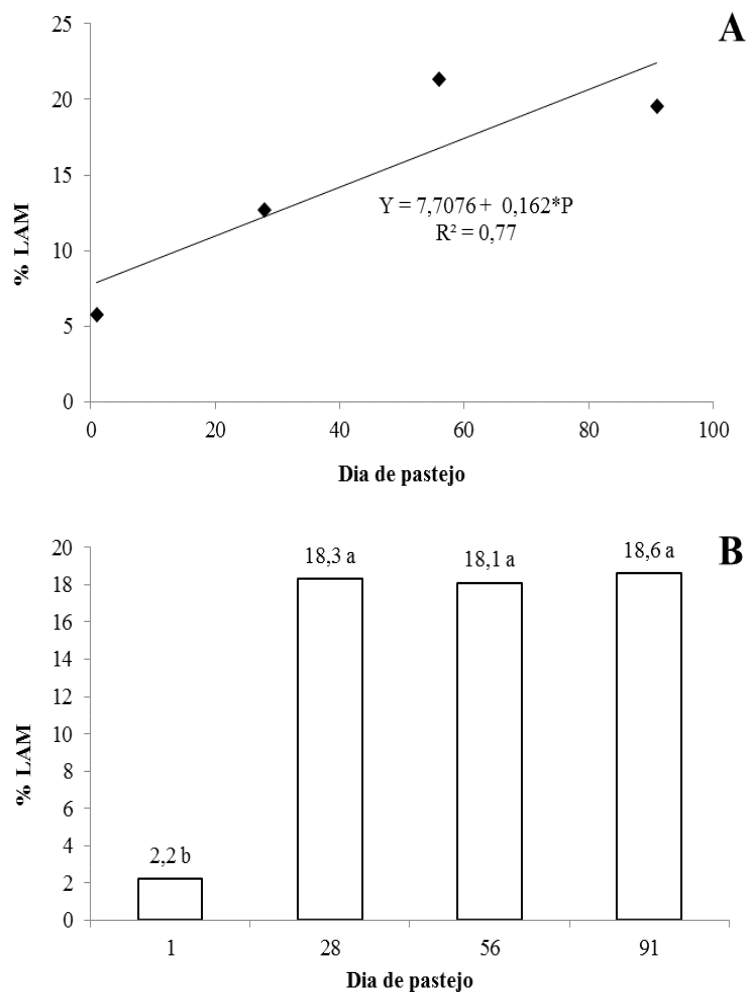 A
25
20
15
10
5
0
% LAM
Y = 7,7076 + 0,162*P
R² = 0,77
0 20 40 60 80 100
Dia de pastejo
B
20
18
16
14
12
10
8
6
4
2
0
% LAM
2,2 b
18,3 a
18,1 a
18,6 a
1 28 56 91
Dia de pastejo